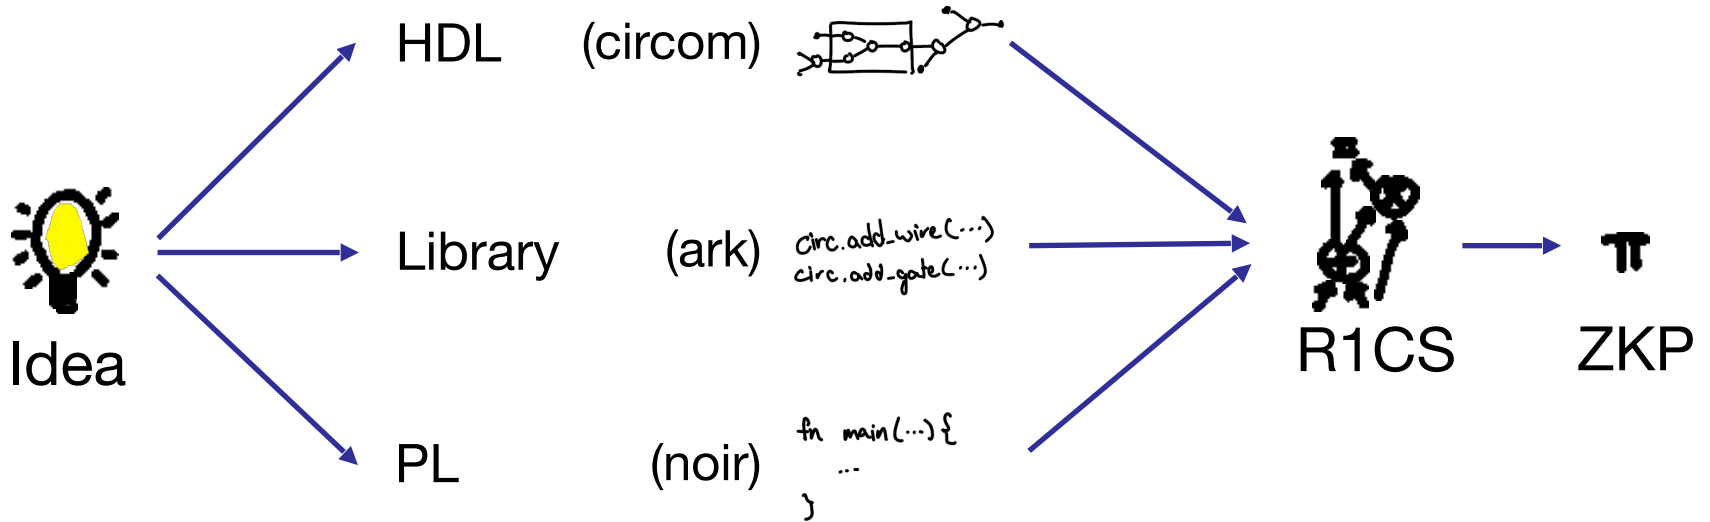 HDL (circom)
Library (ark) circ.add_wire(...)
circ.add_gate(...)
PL (noir) fn main(...){
...
}
Idea
R1CS
π
ZKP